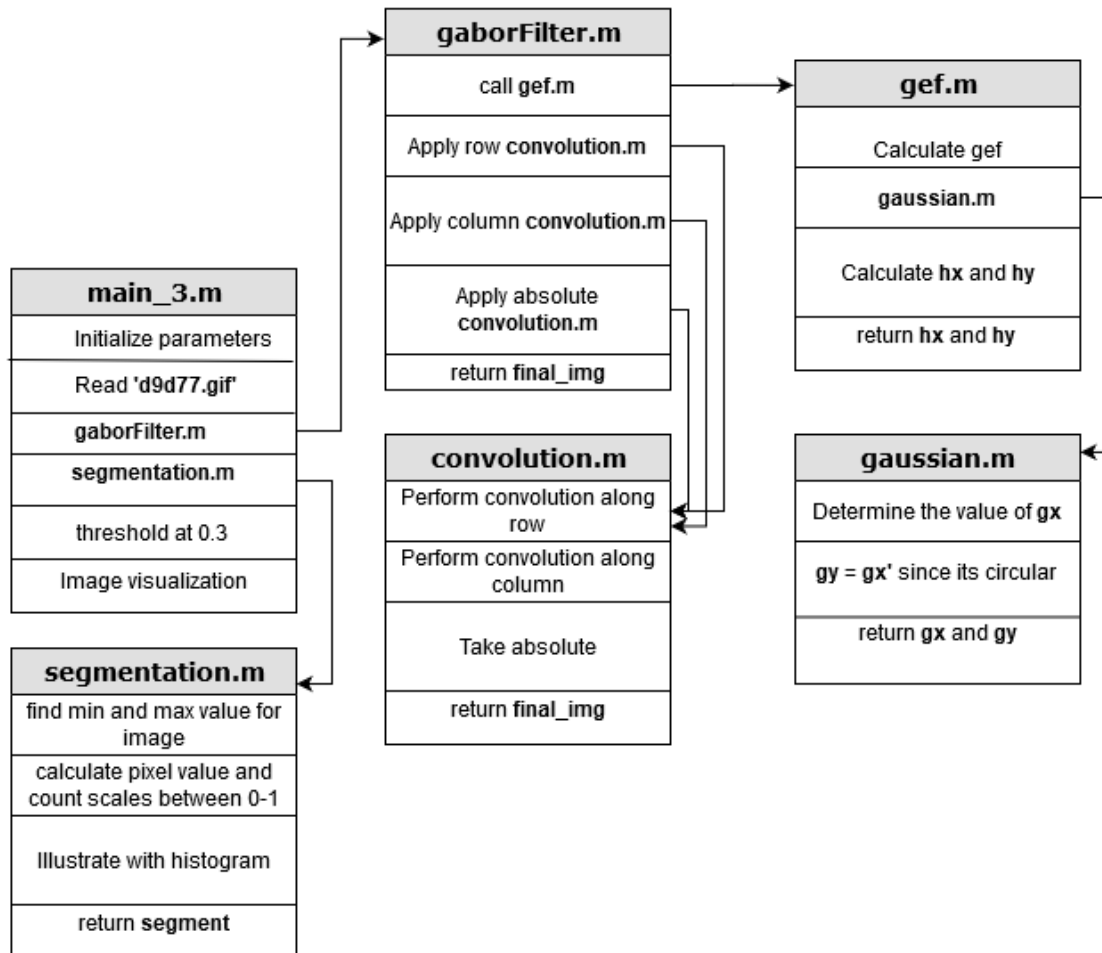 gaborFilter.m
call gef.m
Apply row convolution.m
Apply column convolution.m
Apply absolute
convolution.m
return final_img
gef.m
Calculate gef
gaussian.m
Calculate hx and hy
return hx and hy
main_3.m
Initialize parameters
Read 'd9d77.gif'
gaborFilter.m
segmentation.m
threshold at 0.3
Image visualization
convolution.m
Perform convolution along
row
Perform convolution along
column
Take absolute
return final_img
gaussian.m
Determine the value of gx
gy = gx' since its circular
return gx and gy
segmentation.m
find min and max value for
image
calculate pixel value and
count scales between 0-1
Illustrate with histogram
return segment